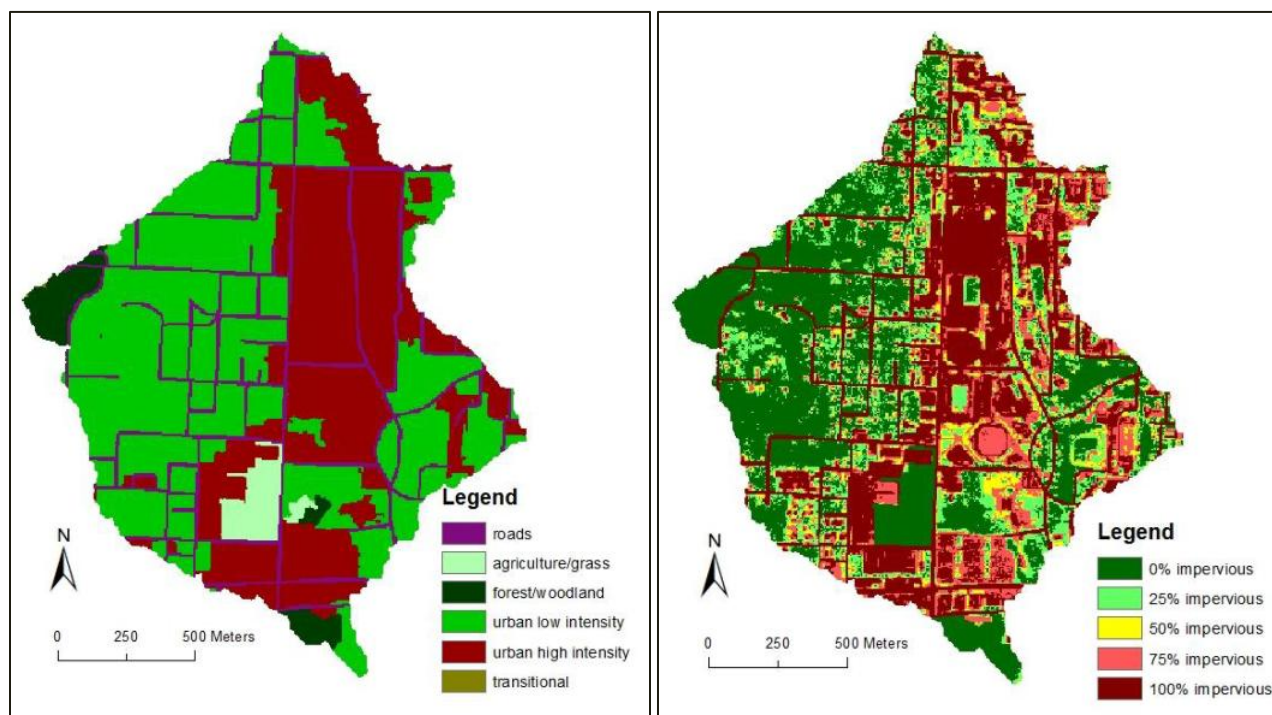 Legend
roads
agriculture/grass
forest/woodland
urban low intensity
urban high intensity
transitional
N
0 250 500 Meters
Legend
0% impervious
25% impervious
50% impervious
75% impervious
100% impervious
N
0 250 500 Meters